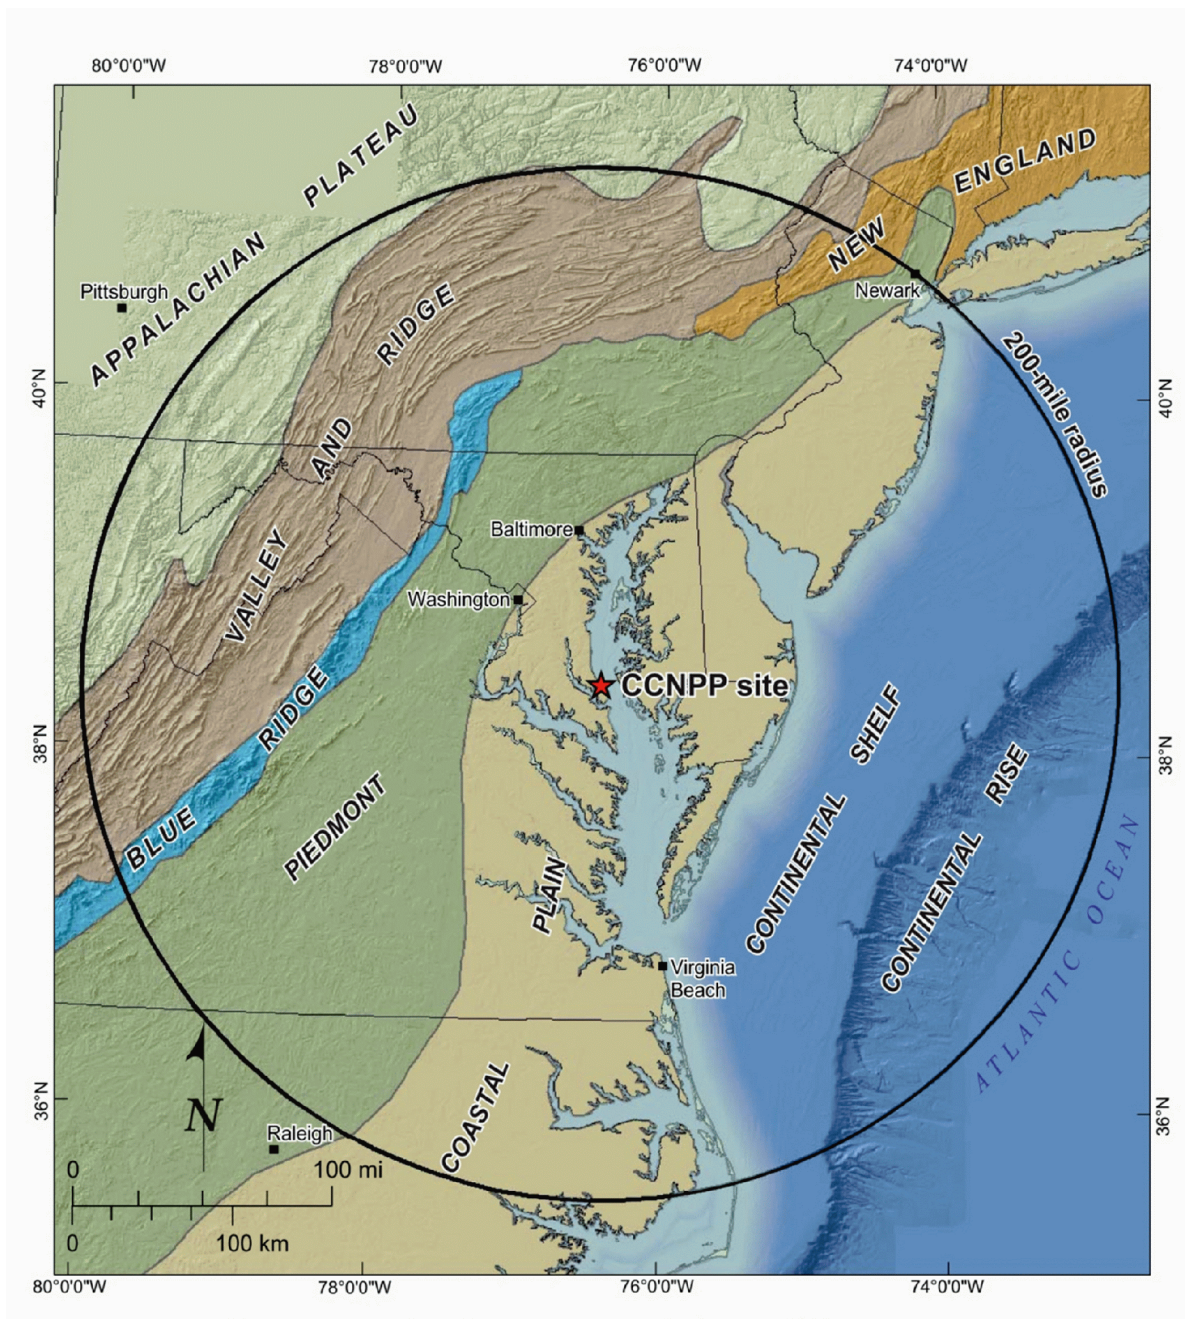 80°0'0"W 78°0'0"W 76°0'0"W 74°0'0"W
APPALACHIAN PLATEAU
NEW ENGLAND
Pittsburgh
Newark
200-mile radius
40°N
40°N
VALLEY AND RIDGE
Baltimore
Washington
CCNPP site
BLUE RIDGE
PIEDMONT
38°N
38°N
CONTINENTAL SHELF
CONTINENTAL RISE
ATLANTIC OCEAN
COASTAL PLAIN
Virginia
Beach
36°N
36°N
N
Raleigh
0 100 mi
0 100 km
80°0'0"W 78°0'0"W 76°0'0"W 74°0'0"W